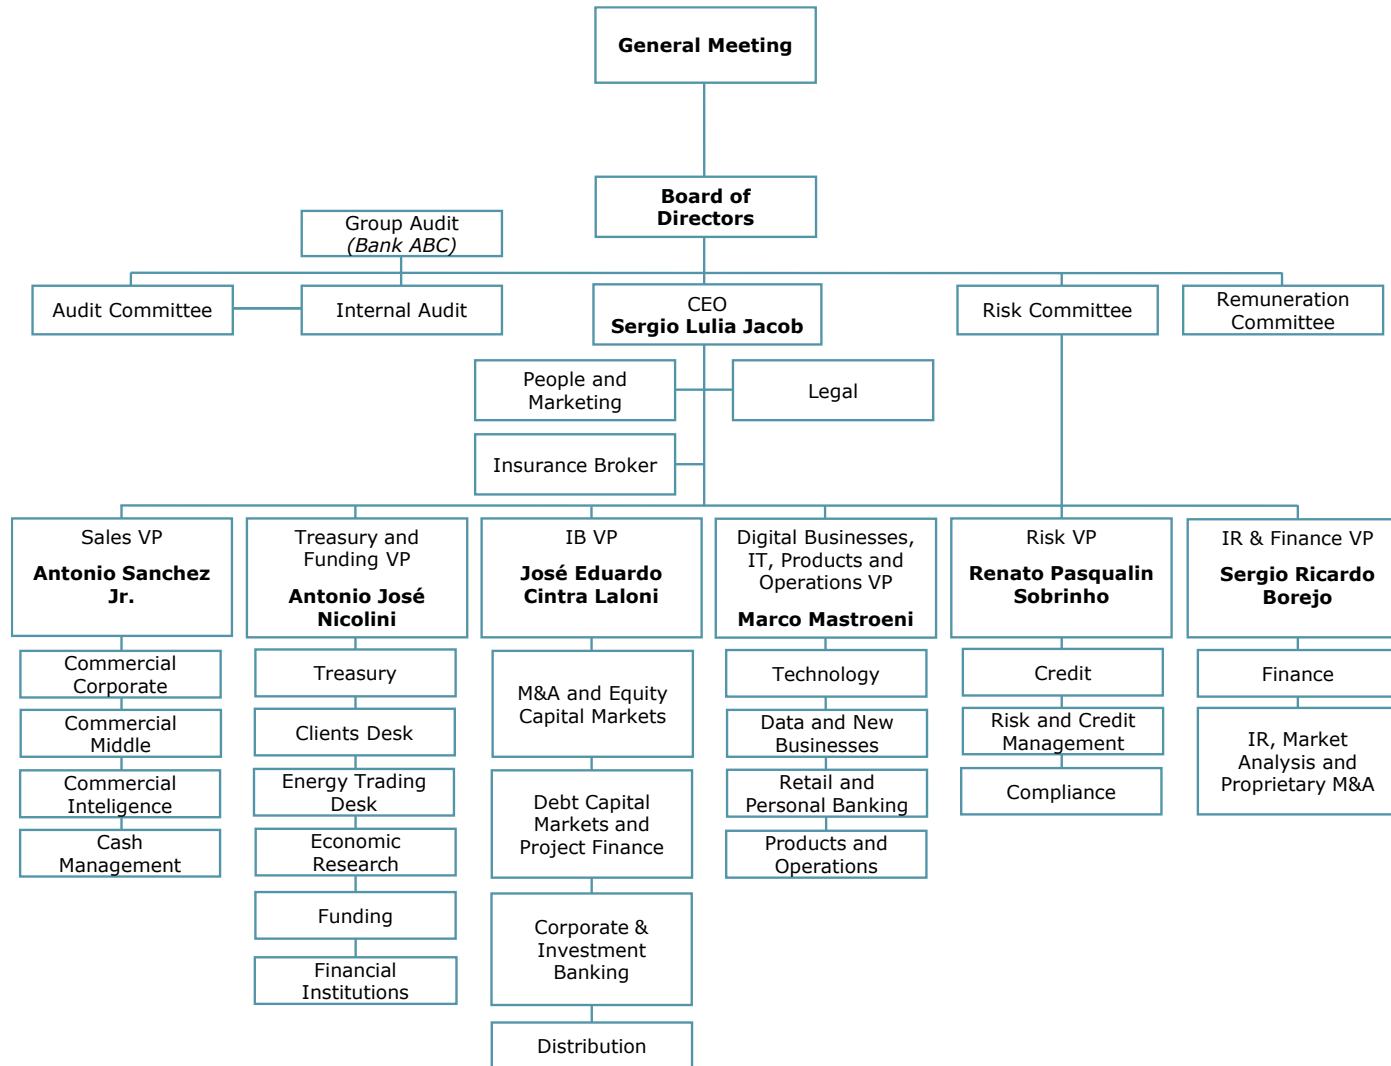 General Meeting
Board of
Directors
Group Audit
(Bank ABC)
Audit Committee
Internal Audit
CEO
Sergio Lulia Jacob
Risk Committee
Remuneration
Committee
People and
Marketing
Legal
Insurance Broker
Sales VP
Antonio Sanchez
Jr.
Treasury and
Funding VP
Antonio José
Nicolini
IB VP
José Eduardo
Cintra Laloni
Digital Businesses,
IT, Products and
Operations VP
Marco Mastroeni
Risk VP
Renato Pasqualin
Sobrinho
IR & Finance VP
Sergio Ricardo
Borejo
Commercial
Corporate
Commercial
Middle
Commercial
Inteligence
Cash
Management
Treasury
Clients Desk
Energy Trading
Desk
Economic
Research
Funding
Financial
Institutions
M&A and Equity
Capital Markets
Debt Capital
Markets and
Project Finance
Corporate &
Investment
Banking
Distribution
Technology
Data and New
Businesses
Retail and
Personal Banking
Products and
Operations
Credit
Risk and Credit
Management
Compliance
Finance
IR, Market
Analysis and
Proprietary M&A